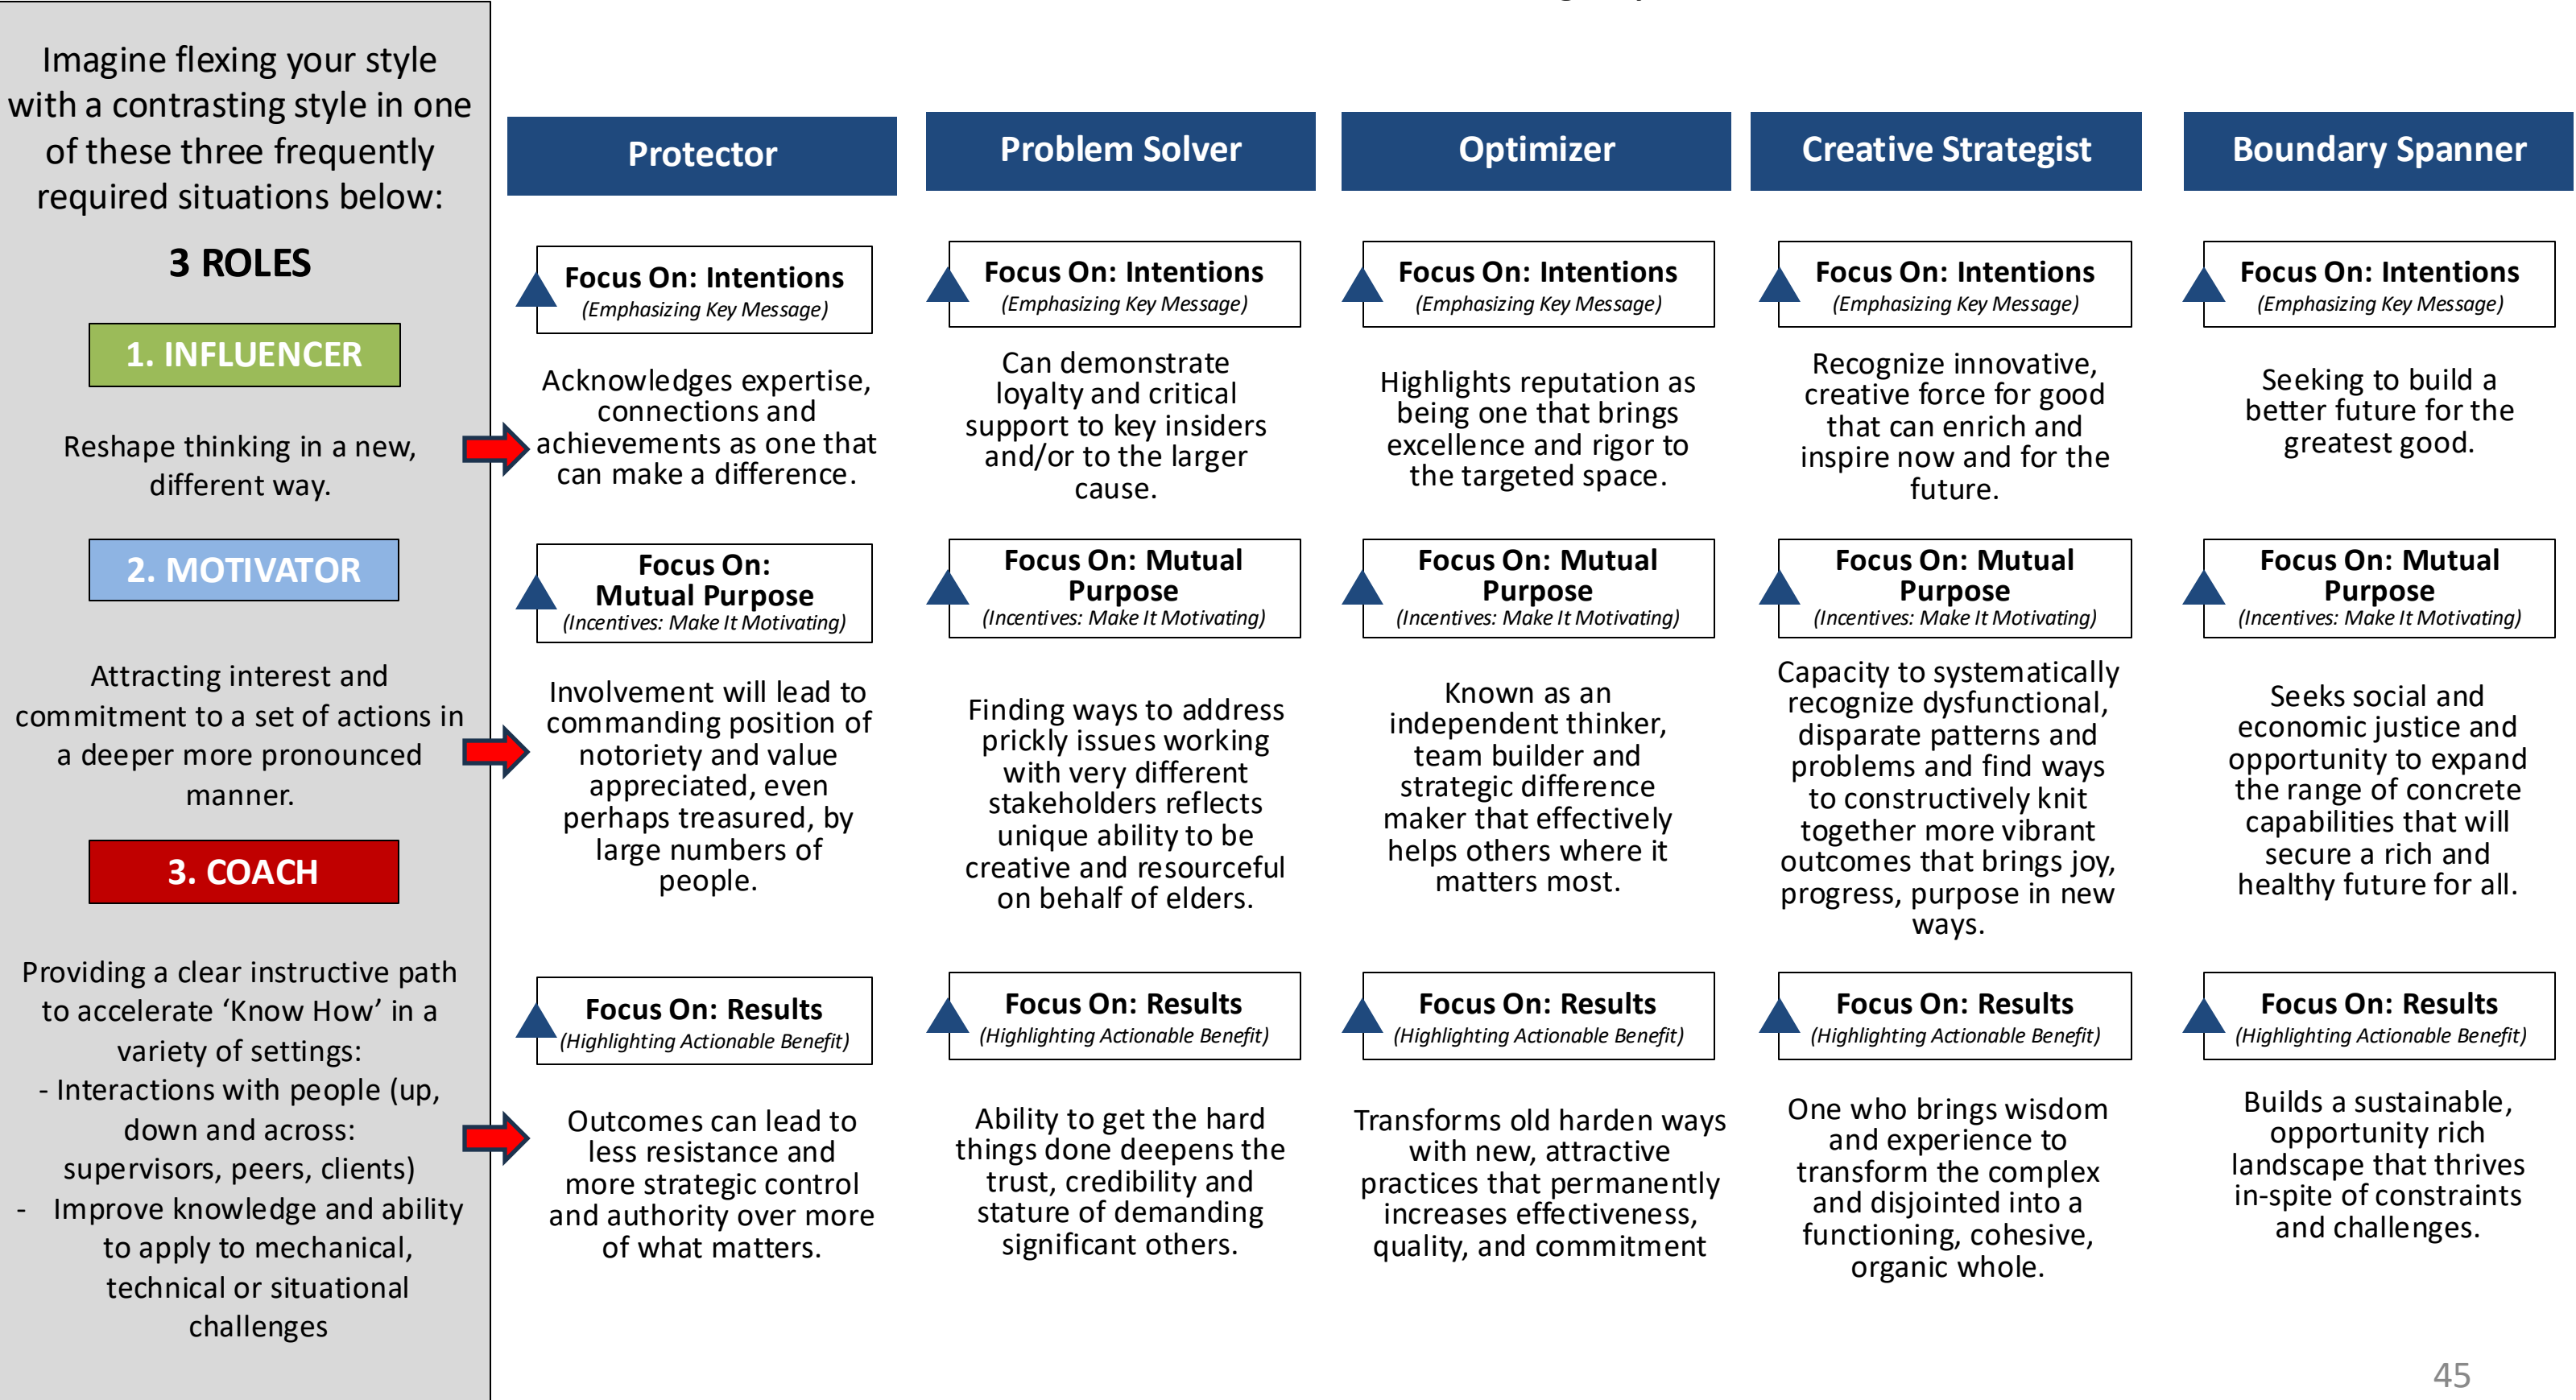 Imagine flexing your style
with a contrasting style in one
of these three frequently
required situations below:
3 ROLES
1. INFLUENCER
Reshape thinking in a new,
different way.
2. MOTIVATOR
Attracting interest and
commitment to a set of actions in
a deeper more pronounced
manner.
3. COACH
Providing a clear instructive path
to accelerate ‘Know How’ in a
variety of settings:
- Interactions with people (up,
down and across:
supervisors, peers, clients)
- Improve knowledge and ability
to apply to mechanical,
technical or situational
challenges
Protector
Focus On: Intentions
(Emphasizing Key Message)
Acknowledges expertise,
connections and
achievements as one that
can make a difference.
Focus On:
Mutual Purpose
(Incentives: Make It Motivating)
Involvement will lead to
commanding position of
notoriety and value
appreciated, even
perhaps treasured, by
large numbers of
people.
Focus On: Results
(Highlighting Actionable Benefit)
Outcomes can lead to
less resistance and
more strategic control
and authority over more
of what matters.
Problem Solver
Focus On: Intentions
(Emphasizing Key Message)
Can demonstrate
loyalty and critical
support to key insiders
and/or to the larger
cause.
Focus On: Mutual
Purpose
(Incentives: Make It Motivating)
Finding ways to address
prickly issues working
with very different
stakeholders reflects
unique ability to be
creative and resourceful
on behalf of elders.
Focus On: Results
(Highlighting Actionable Benefit)
Ability to get the hard
things done deepens the
trust, credibility and
stature of demanding
significant others.
Optimizer
Focus On: Intentions
(Emphasizing Key Message)
Highlights reputation as
being one that brings
excellence and rigor to
the targeted space.
Focus On: Mutual
Purpose
(Incentives: Make It Motivating)
Known as an
independent thinker,
team builder and
strategic difference
maker that effectively
helps others where it
matters most.
Focus On: Results
(Highlighting Actionable Benefit)
Transforms old harden ways
with new, attractive
practices that permanently
increases effectiveness,
quality, and commitment
Creative Strategist
Focus On: Intentions
(Emphasizing Key Message)
Recognize innovative,
creative force for good
that can enrich and
inspire now and for the
future.
Focus On: Mutual
Purpose
(Incentives: Make It Motivating)
Capacity to systematically
recognize dysfunctional,
disparate patterns and
problems and find ways
to constructively knit
together more vibrant
outcomes that brings joy,
progress, purpose in new
ways.
Focus On: Results
(Highlighting Actionable Benefit)
One who brings wisdom
and experience to
transform the complex
and disjointed into a
functioning, cohesive,
organic whole.
Boundary Spanner
Focus On: Intentions
(Emphasizing Key Message)
Seeking to build a
better future for the
greatest good.
Focus On: Mutual
Purpose
(Incentives: Make It Motivating)
Seeks social and
economic justice and
opportunity to expand
the range of concrete
capabilities that will
secure a rich and
healthy future for all.
Focus On: Results
(Highlighting Actionable Benefit)
Builds a sustainable,
opportunity rich
landscape that thrives
in-spite of constraints
and challenges.
45